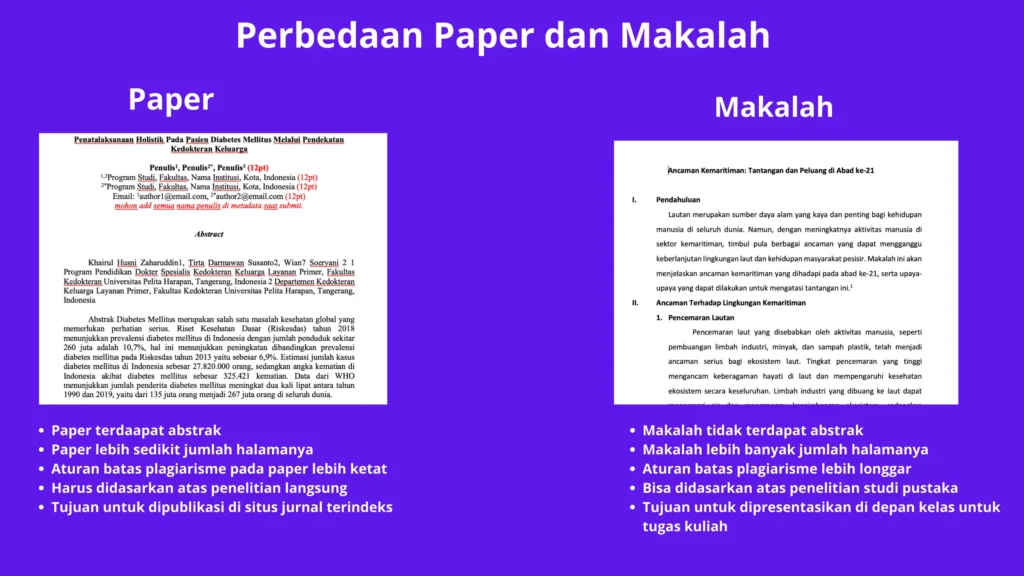 Perbedaan Paper dan Makalah
Paper
Penatalaksanaan Holistik Pada Pasien Diabetes Mellitus Melalui Pendekatan
Kedokteran Keluarga
Penulis¹, Penulis²*, Penulis³ (12pt)
¹,³Program Studi, Fakultas, Nama Institusi, Kota, Indonesia (12pt)
²*Program Studi, Fakultas, Nama Institusi, Kota, Indonesia (12pt)
Email: ¹author1@email.com, ²*author2@email.com (12pt)
mohon add semua nama penulis di metadata saat submit.
Abstract
Khairul Husni Zaharuddin1, Tirta Darmawan Susanto2, Wian7 Soeryani 2 1
Program Pendidikan Dokter Spesialis Kedokteran Keluarga Layanan Primer, Fakultas
Kedokteran Universitas Pelita Harapan, Tangerang, Indonesia 2 Departemen Kedokteran
Keluarga Layanan Primer, Fakultas Kedokteran Universitas Pelita Harapan, Tangerang,
Indonesia
Abstrak Diabetes Mellitus merupakan salah satu masalah kesehatan global yang
memerlukan perhatian serius. Riset Kesehatan Dasar (Riskesdas) tahun 2018
menunjukkan prevalensi diabetes mellitus di Indonesia dengan jumlah penduduk sekitar
260 juta adalah 10,7%, hal ini menunjukkan peningkatan dibandingkan prevalensi
diabetes mellitus pada Riskesdas tahun 2013 yaitu sebesar 6,9%. Estimasi jumlah kasus
diabetes mellitus di Indonesia sebesar 27.820.000 orang, sedangkan angka kematian di
Indonesia akibat diabetes mellitus sebesar 325.421 kematian. Data dari WHO
menunjukkan jumlah penderita diabetes mellitus meningkat dua kali lipat antara tahun
1990 dan 2019, yaitu dari 135 juta orang menjadi 267 juta orang di seluruh dunia.
• Paper terdaapat abstrak
• Paper lebih sedikit jumlah halamanya
• Aturan batas plagiarisme pada paper lebih ketat
• Harus didasarkan atas penelitian langsung
• Tujuan untuk dipublikasi di situs jurnal terindeks
Makalah
Ancaman Kemaritiman: Tantangan dan Peluang di Abad ke-21
I. Pendahuluan
Lautan merupakan sumber daya alam yang kaya dan penting bagi kehidupan
manusia di seluruh dunia. Namun, dengan meningkatnya aktivitas manusia di
sektor kemaritiman, timbul pula berbagai ancaman yang dapat mengganggu
keberlanjutan lingkungan laut dan kehidupan masyarakat pesisir. Makalah ini akan
menjelaskan ancaman kemaritiman yang dihadapi pada abad ke-21, serta upaya-
upaya yang dapat dilakukan untuk mengatasi tantangan ini.¹
II. Ancaman Terhadap Lingkungan Kemaritiman
1. Pencemaran Lautan
Pencemaran laut yang disebabkan oleh aktivitas manusia, seperti
pembuangan limbah industri, minyak, dan sampah plastik, telah menjadi
ancaman serius bagi ekosistem laut. Tingkat pencemaran yang tinggi
mengancam keberagaman hayati di laut dan mempengaruhi kesehatan
ekosistem secara keseluruhan. Limbah industri yang dibuang ke laut dapat
• Makalah tidak terdapat abstrak
• Makalah lebih banyak jumlah halamanya
• Aturan batas plagiarisme lebih longgar
• Bisa didasarkan atas penelitian studi pustaka
• Tujuan untuk dipresentasikan di depan kelas untuk
tugas kuliah